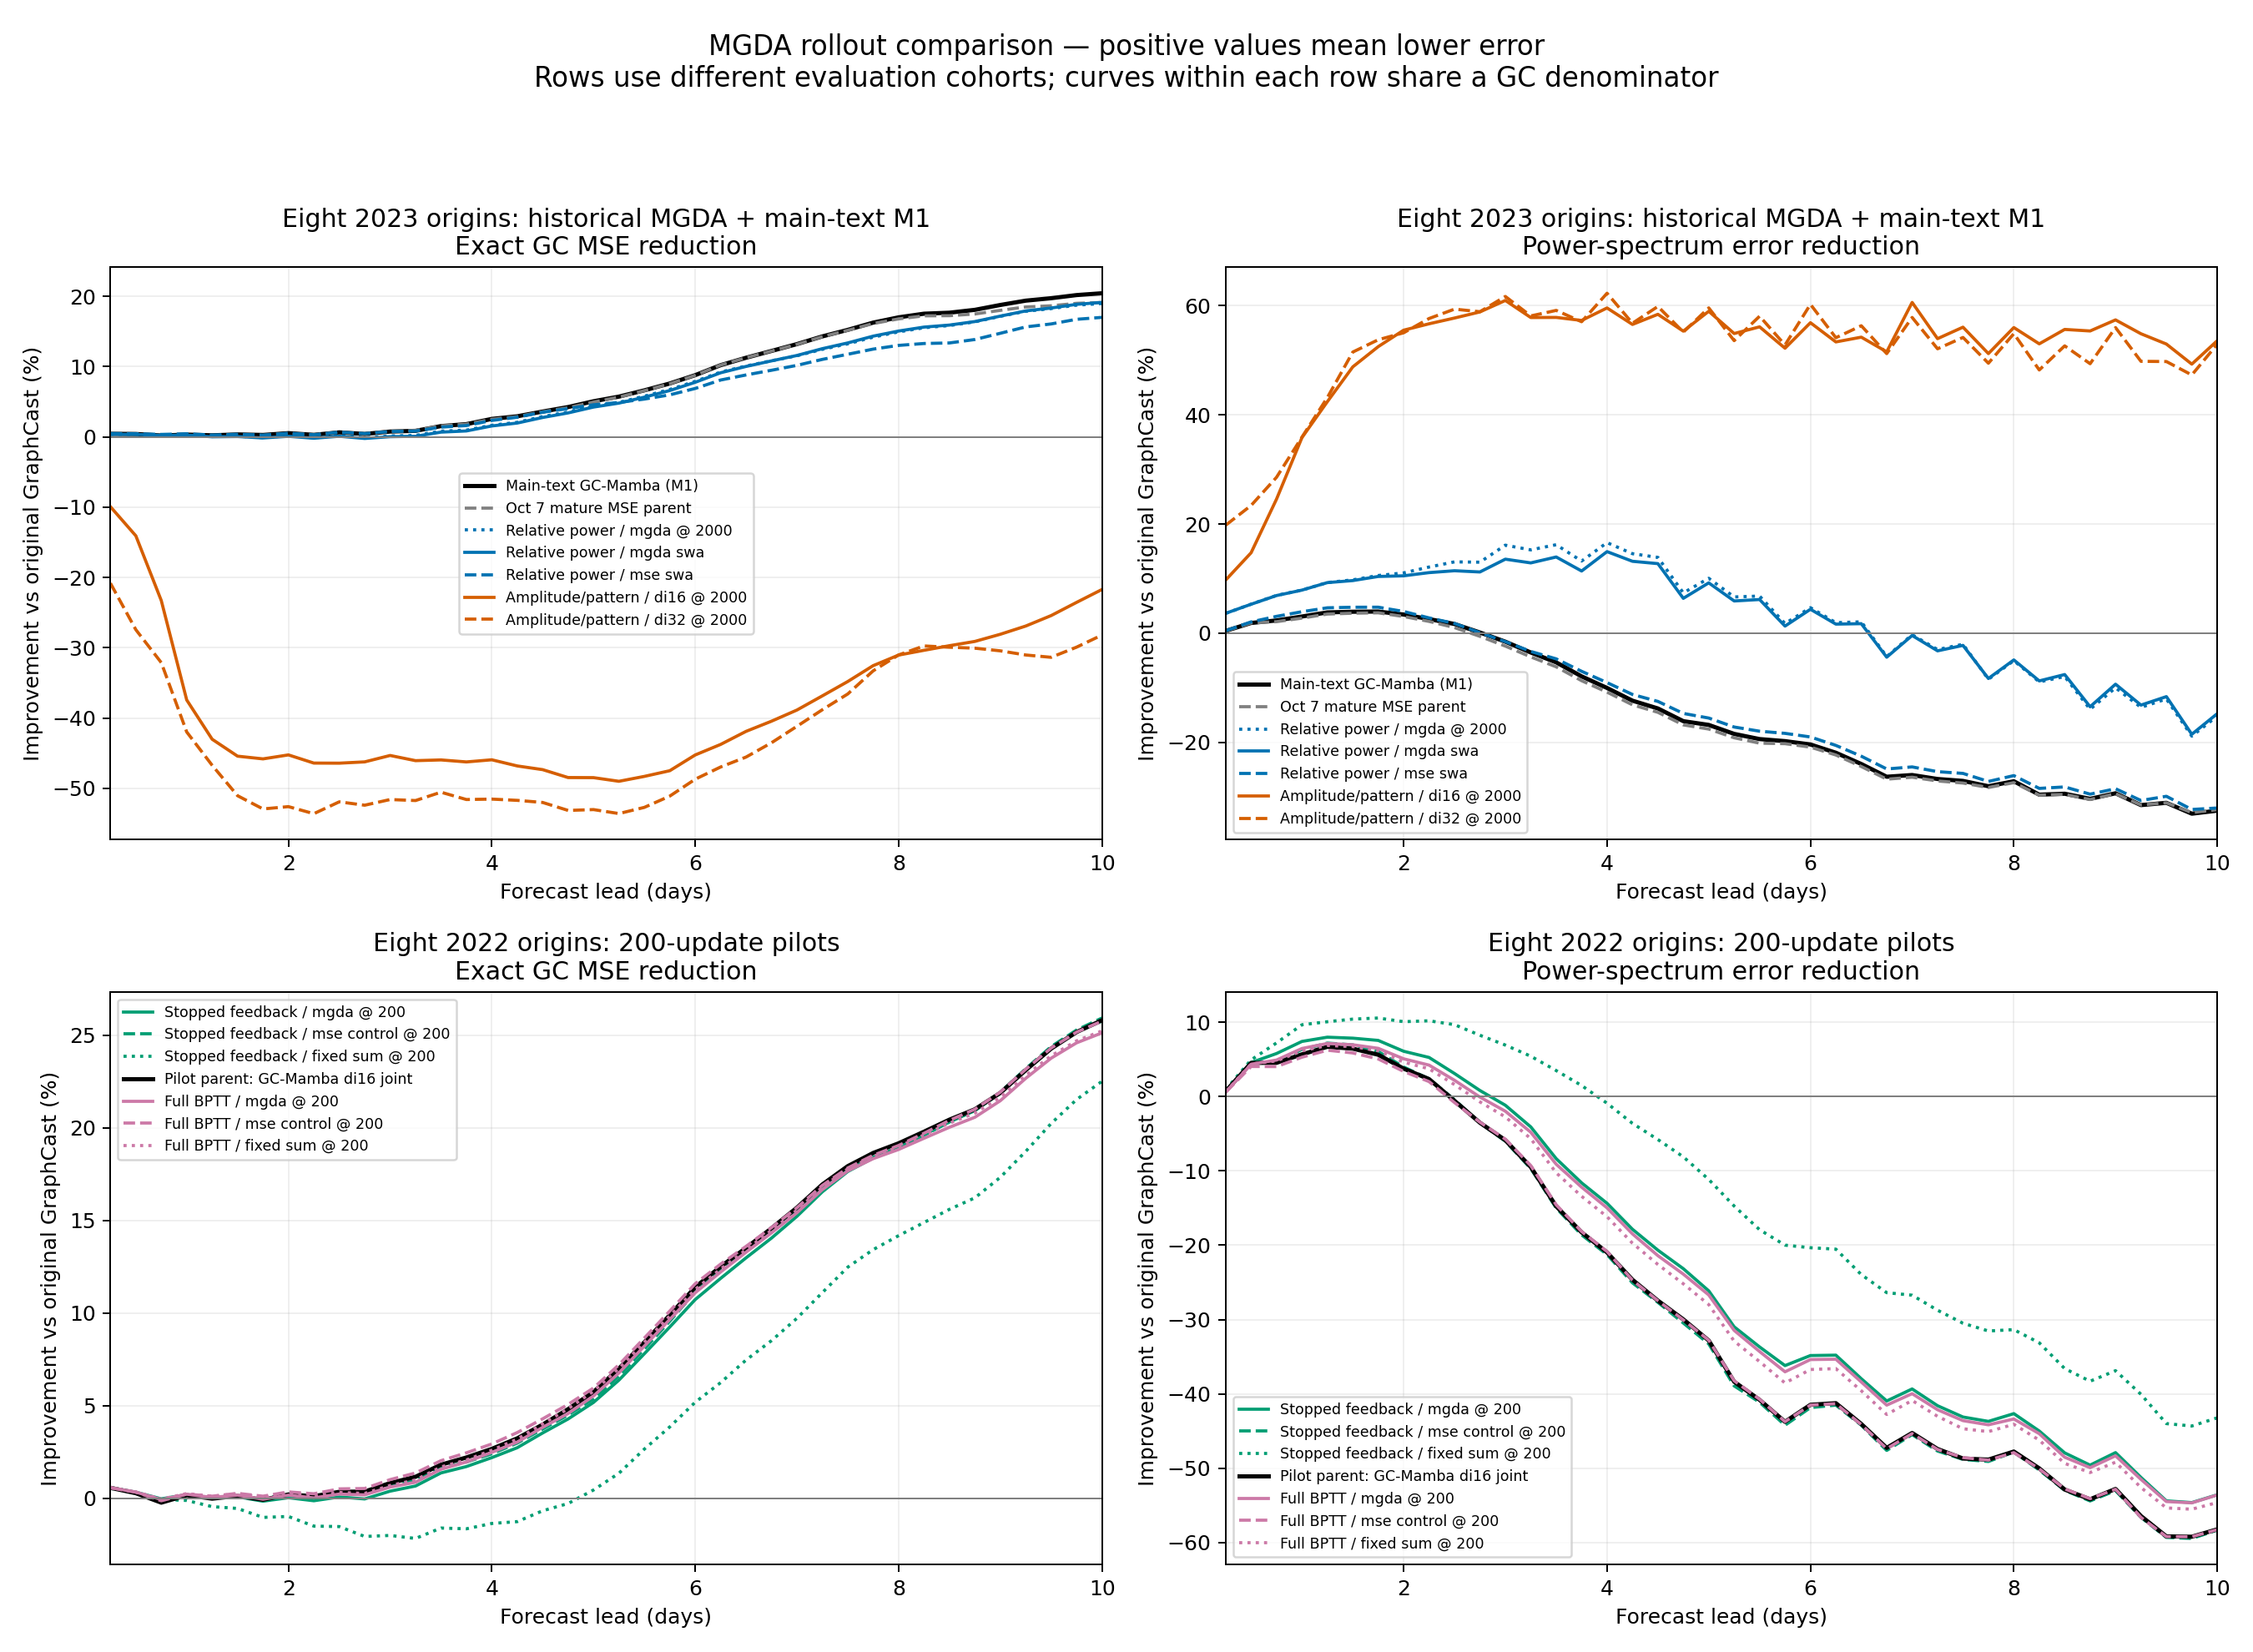 MGDA rollout comparison — positive values mean lower error
Rows use different evaluation cohorts; curves within each row share a GC denominator
Eight 2023 origins: historical MGDA + main-text M1
Exact GC MSE reduction
Improvement vs original GraphCast (%)
20
10
0
−10
−20
−30
−40
−50
Main-text GC-Mamba (M1)
Oct 7 mature MSE parent
Relative power / mgda @ 2000
Relative power / mgda swa
Relative power / mse swa
Amplitude/pattern / di16 @ 2000
Amplitude/pattern / di32 @ 2000
2
4
6
8
10
Forecast lead (days)
Eight 2023 origins: historical MGDA + main-text M1
Power-spectrum error reduction
Improvement vs original GraphCast (%)
60
40
20
0
−20
Main-text GC-Mamba (M1)
Oct 7 mature MSE parent
Relative power / mgda @ 2000
Relative power / mgda swa
Relative power / mse swa
Amplitude/pattern / di16 @ 2000
Amplitude/pattern / di32 @ 2000
2
4
6
8
10
Forecast lead (days)
Eight 2022 origins: 200-update pilots
Exact GC MSE reduction
Improvement vs original GraphCast (%)
25
20
15
10
5
0
Stopped feedback / mgda @ 200
Stopped feedback / mse control @ 200
Stopped feedback / fixed sum @ 200
Pilot parent: GC-Mamba di16 joint
Full BPTT / mgda @ 200
Full BPTT / mse control @ 200
Full BPTT / fixed sum @ 200
2
4
6
8
10
Forecast lead (days)
Eight 2022 origins: 200-update pilots
Power-spectrum error reduction
Improvement vs original GraphCast (%)
10
0
−10
−20
−30
−40
−50
−60
Stopped feedback / mgda @ 200
Stopped feedback / mse control @ 200
Stopped feedback / fixed sum @ 200
Pilot parent: GC-Mamba di16 joint
Full BPTT / mgda @ 200
Full BPTT / mse control @ 200
Full BPTT / fixed sum @ 200
2
4
6
8
10
Forecast lead (days)